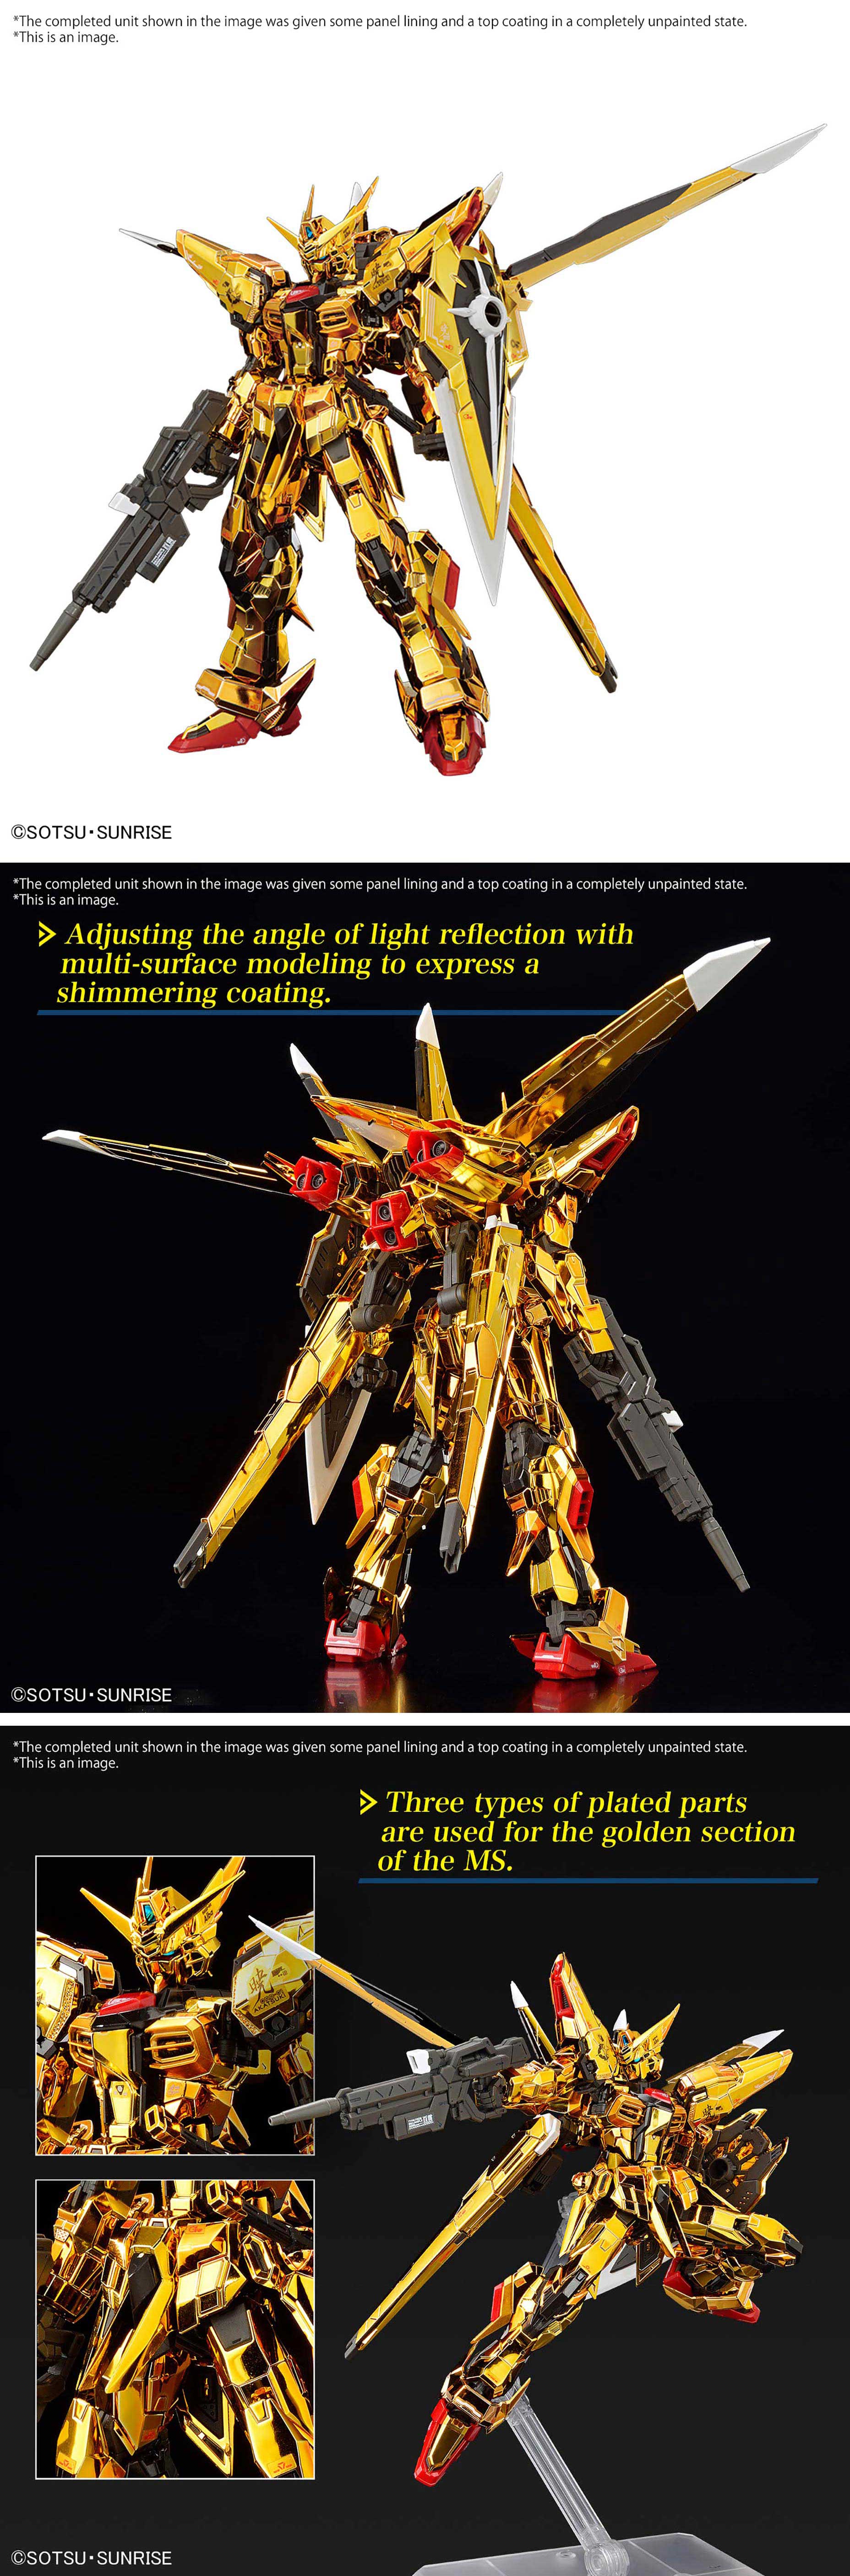 *The completed unit shown in the image was given some panel lining and a top coating in a completely unpainted state.
*This is an image.
©SOTSU・SUNRISE
*The completed unit shown in the image was given some panel lining and a top coating in a completely unpainted state.
*This is an image.
Adjusting the angle of light reflection with
multi-surface modeling to express a
shimmering coating.
©SOTSU・SUNRISE
*The completed unit shown in the image was given some panel lining and a top coating in a completely unpainted state.
*This is an image.
Three types of plated parts
are used for the golden section
of the MS.
暁
AKATSUKI
©SOTSU・SUNRISE